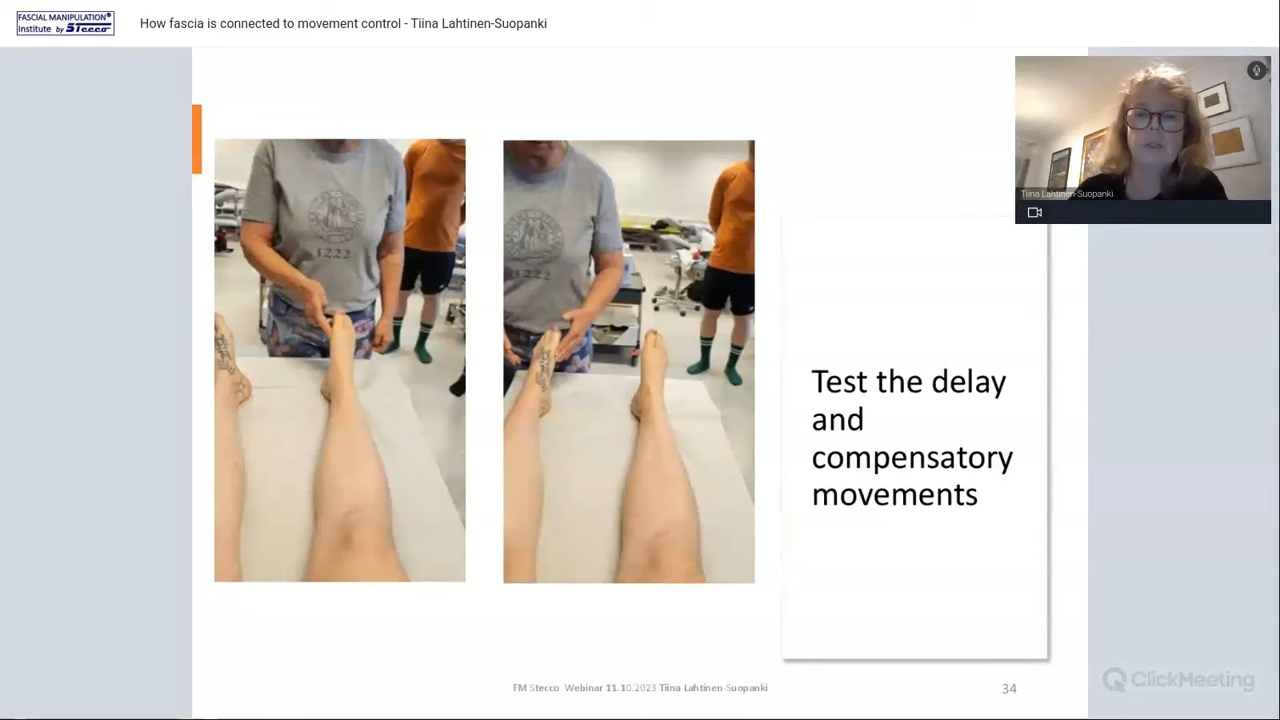 FASCIAL MANIPULATION®
Institute by Stecco
How fascia is connected to movement control - Tiina Lahtinen-Suopanki
Tiina Lahtinen-Suopanki
1222
1222
Test the delay
and
compensatory
movements
FM Stecco Webinar 11.10.2023 Tiina Lahtinen-Suopanki
34
ClickMeeting